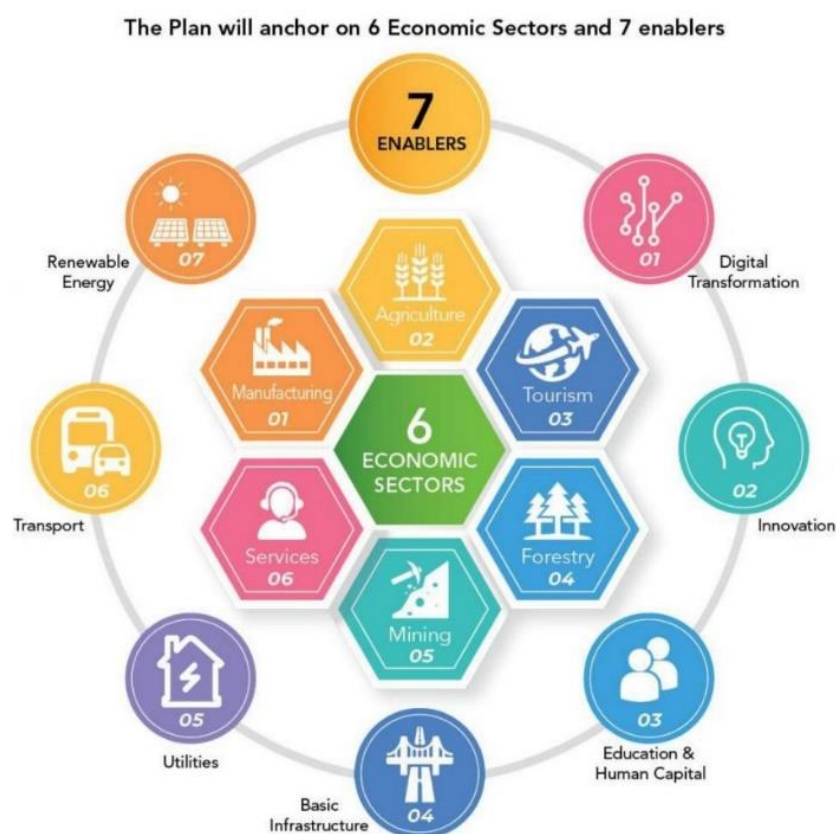 The Plan will anchor on 6 Economic Sectors and 7 enablers
7
ENABLERS
01
Digital
Transformation
02
Innovation
03
Education &
Human Capital
04
Basic
Infrastructure
05
Utilities
06
Transport
07
Renewable
Energy
6
ECONOMIC
SECTORS
Manufacturing
01
Agriculture
02
Tourism
03
Forestry
04
Mining
05
Services
06